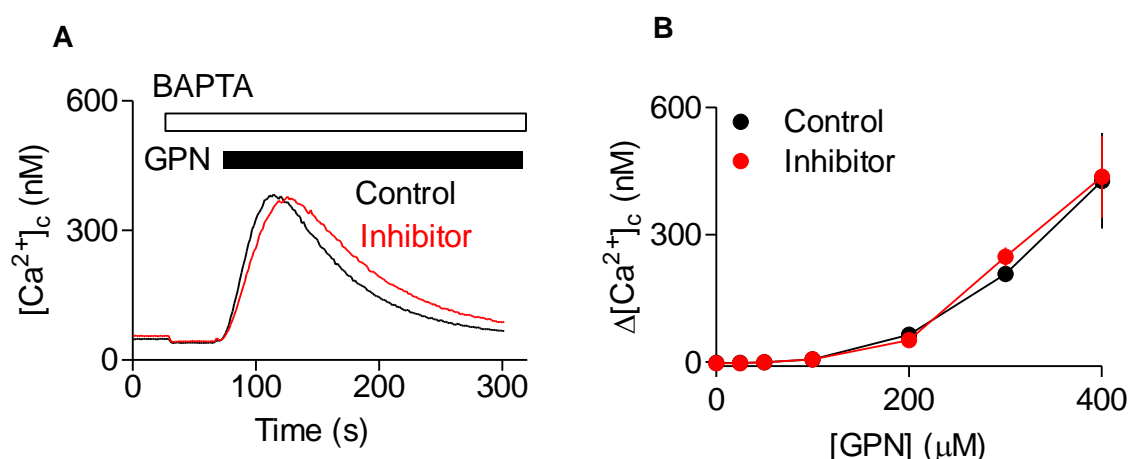 A
BAPTA
600
GPN
Control
Inhibitor
300
0
[Ca²⁺]c (nM)
0
100
200
300
Time (s)
B
600
Control
Inhibitor
300
0
Δ[Ca²⁺]c (nM)
0
200
400
[GPN] (μM)